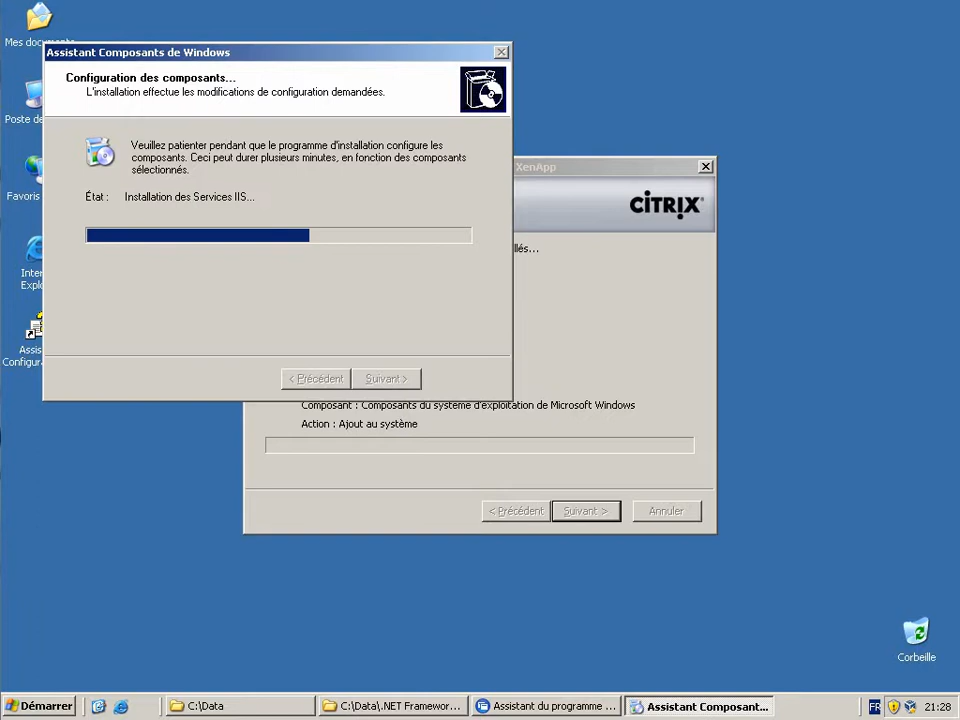 Mes docum
Assistant Composants de Windows
Configuration des composants...
L'installation effectue les modifications de configuration demandées.
Poste de
Veuillez patienter pendant que le programme d'installation configure les
composants. Ceci peut durer plusieurs minutes, en fonction des composants
sélectionnés.
XenApp
Favoris
État : Installation des Services IIS...
CITRIX
llés...
Inter
Explo
Assis
Configura
< Précédent
Suivant >
Composant : Composants du système d'exploitation de Microsoft Windows
Action : Ajout au système
< Précédent
Suivant >
Annuler
Corbeille
Démarrer
C:\Data
C:\Data\.NET Framewor...
Assistant du programme ...
Assistant Composant...
FR
21:28